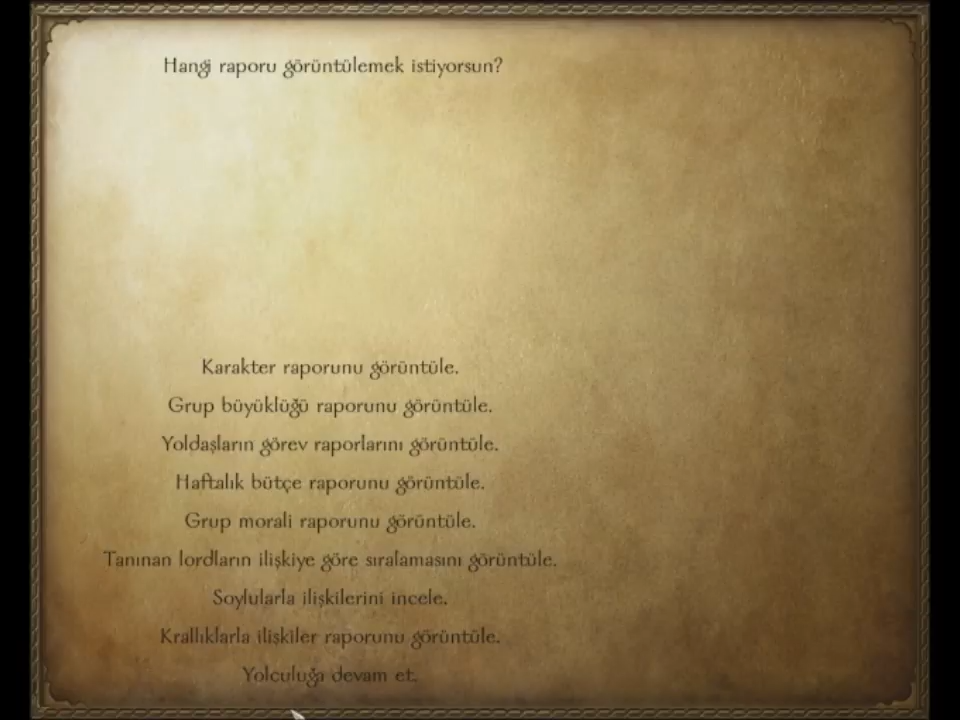 Hangi raporu görüntülemek istiyorsun?
Karakter raporunu görüntüle.
Grup büyüklüğü raporunu görüntüle.
Yoldaşların görev raporlarını görüntüle.
Haftalık bütçe raporunu görüntüle.
Grup morali raporunu görüntüle.
Tanınan lordların ilişkiye göre sıralamasını görüntüle.
Soylularla ilişkilerini incele.
Krallıklarla ilişkiler raporunu görüntüle.
Yolculuğa devam et.